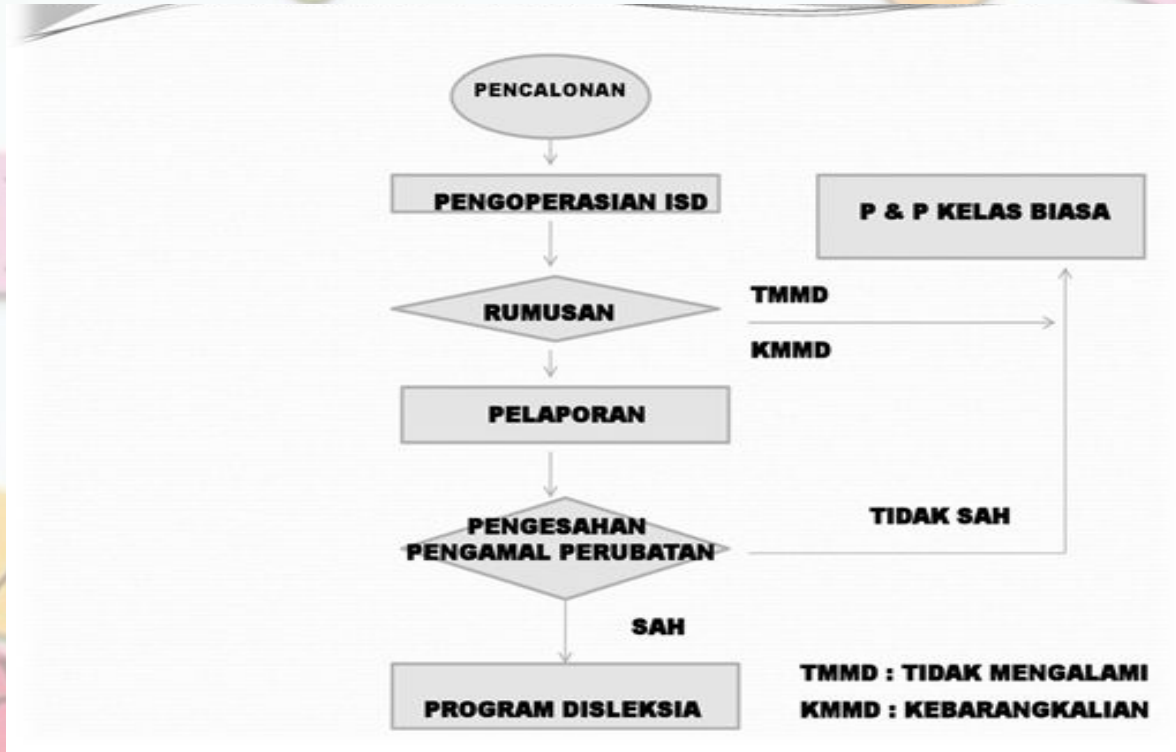 PENCALONAN
PENGOPERASIAN ISD
P & P KELAS BIASA
RUMUSAN
TMMD
KMMD
PELAPORAN
PENGESAHAN
PENGAMAL PERUBATAN
TIDAK SAH
SAH
PROGRAM DISLEKSIA
TMMD : TIDAK MENGALAMI
KMMD : KEBARANGKALIAN